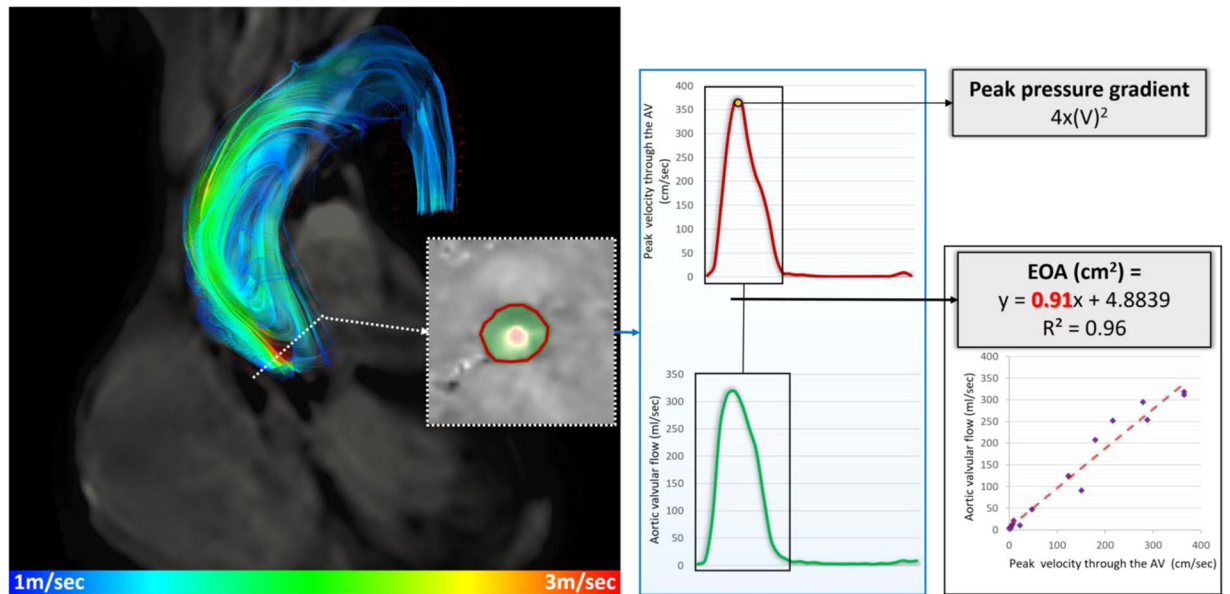 1m/sec
3m/sec
Peak velocity through the AV
(cm/sec)
400
350
300
250
200
150
100
50
0
Aortic valvular flow (ml/sec)
350
300
250
200
150
100
50
0
Peak pressure gradient
4x(V)²
EOA (cm²) =
y = 0.91x + 4.8839
R² = 0.96
Aortic valvular flow (ml/sec)
400
350
300
250
200
150
100
50
0
0 100 200 300 400
Peak velocity through the AV (cm/sec)